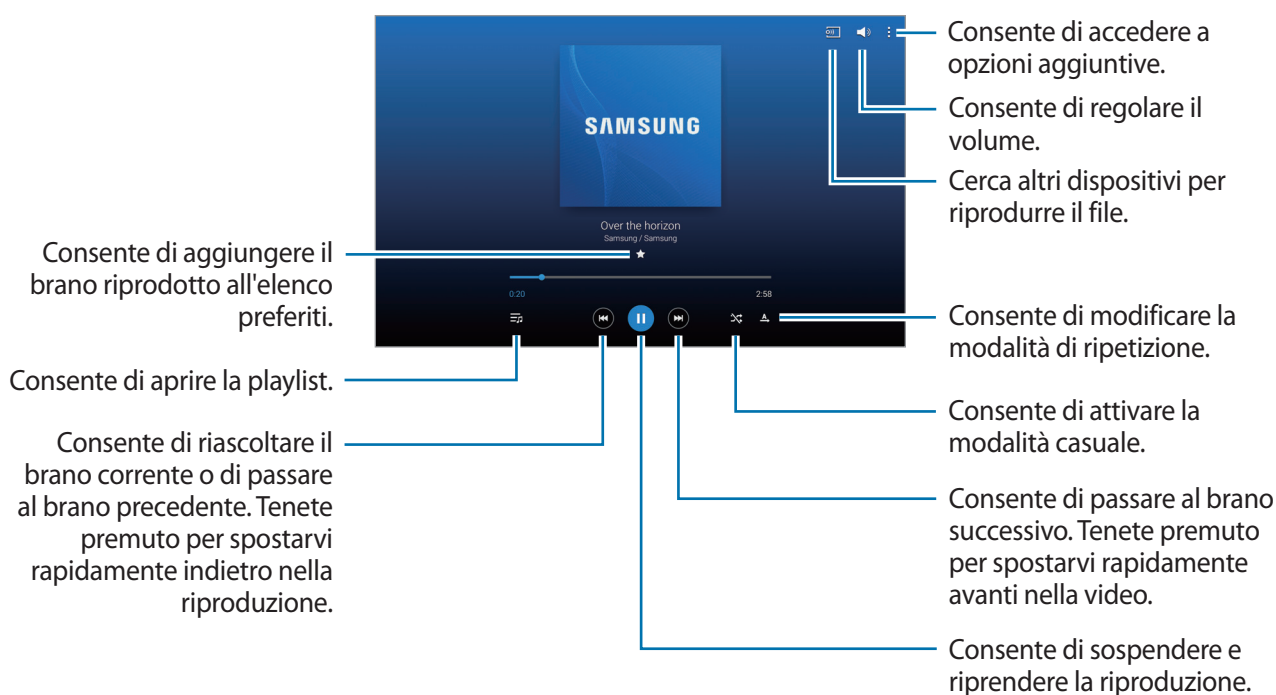 Consente di accedere a
opzioni aggiuntive.
Consente di regolare il
volume.
Cerca altri dispositivi per
riprodurre il file.
SAMSUNG
Over the horizon
Samsung / Samsung
Consente di aggiungere il
brano riprodotto all'elenco
preferiti.
0:20
2:58
A
Consente di modificare la
modalità di ripetizione.
Consente di aprire la playlist.
Consente di attivare la
modalità casuale.
Consente di riascoltare il
brano corrente o di passare
al brano precedente. Tenete
premuto per spostarvi
rapidamente indietro nella
riproduzione.
Consente di passare al brano
successivo. Tenete premuto
per spostarvi rapidamente
avanti nella video.
Consente di sospendere e
riprendere la riproduzione.